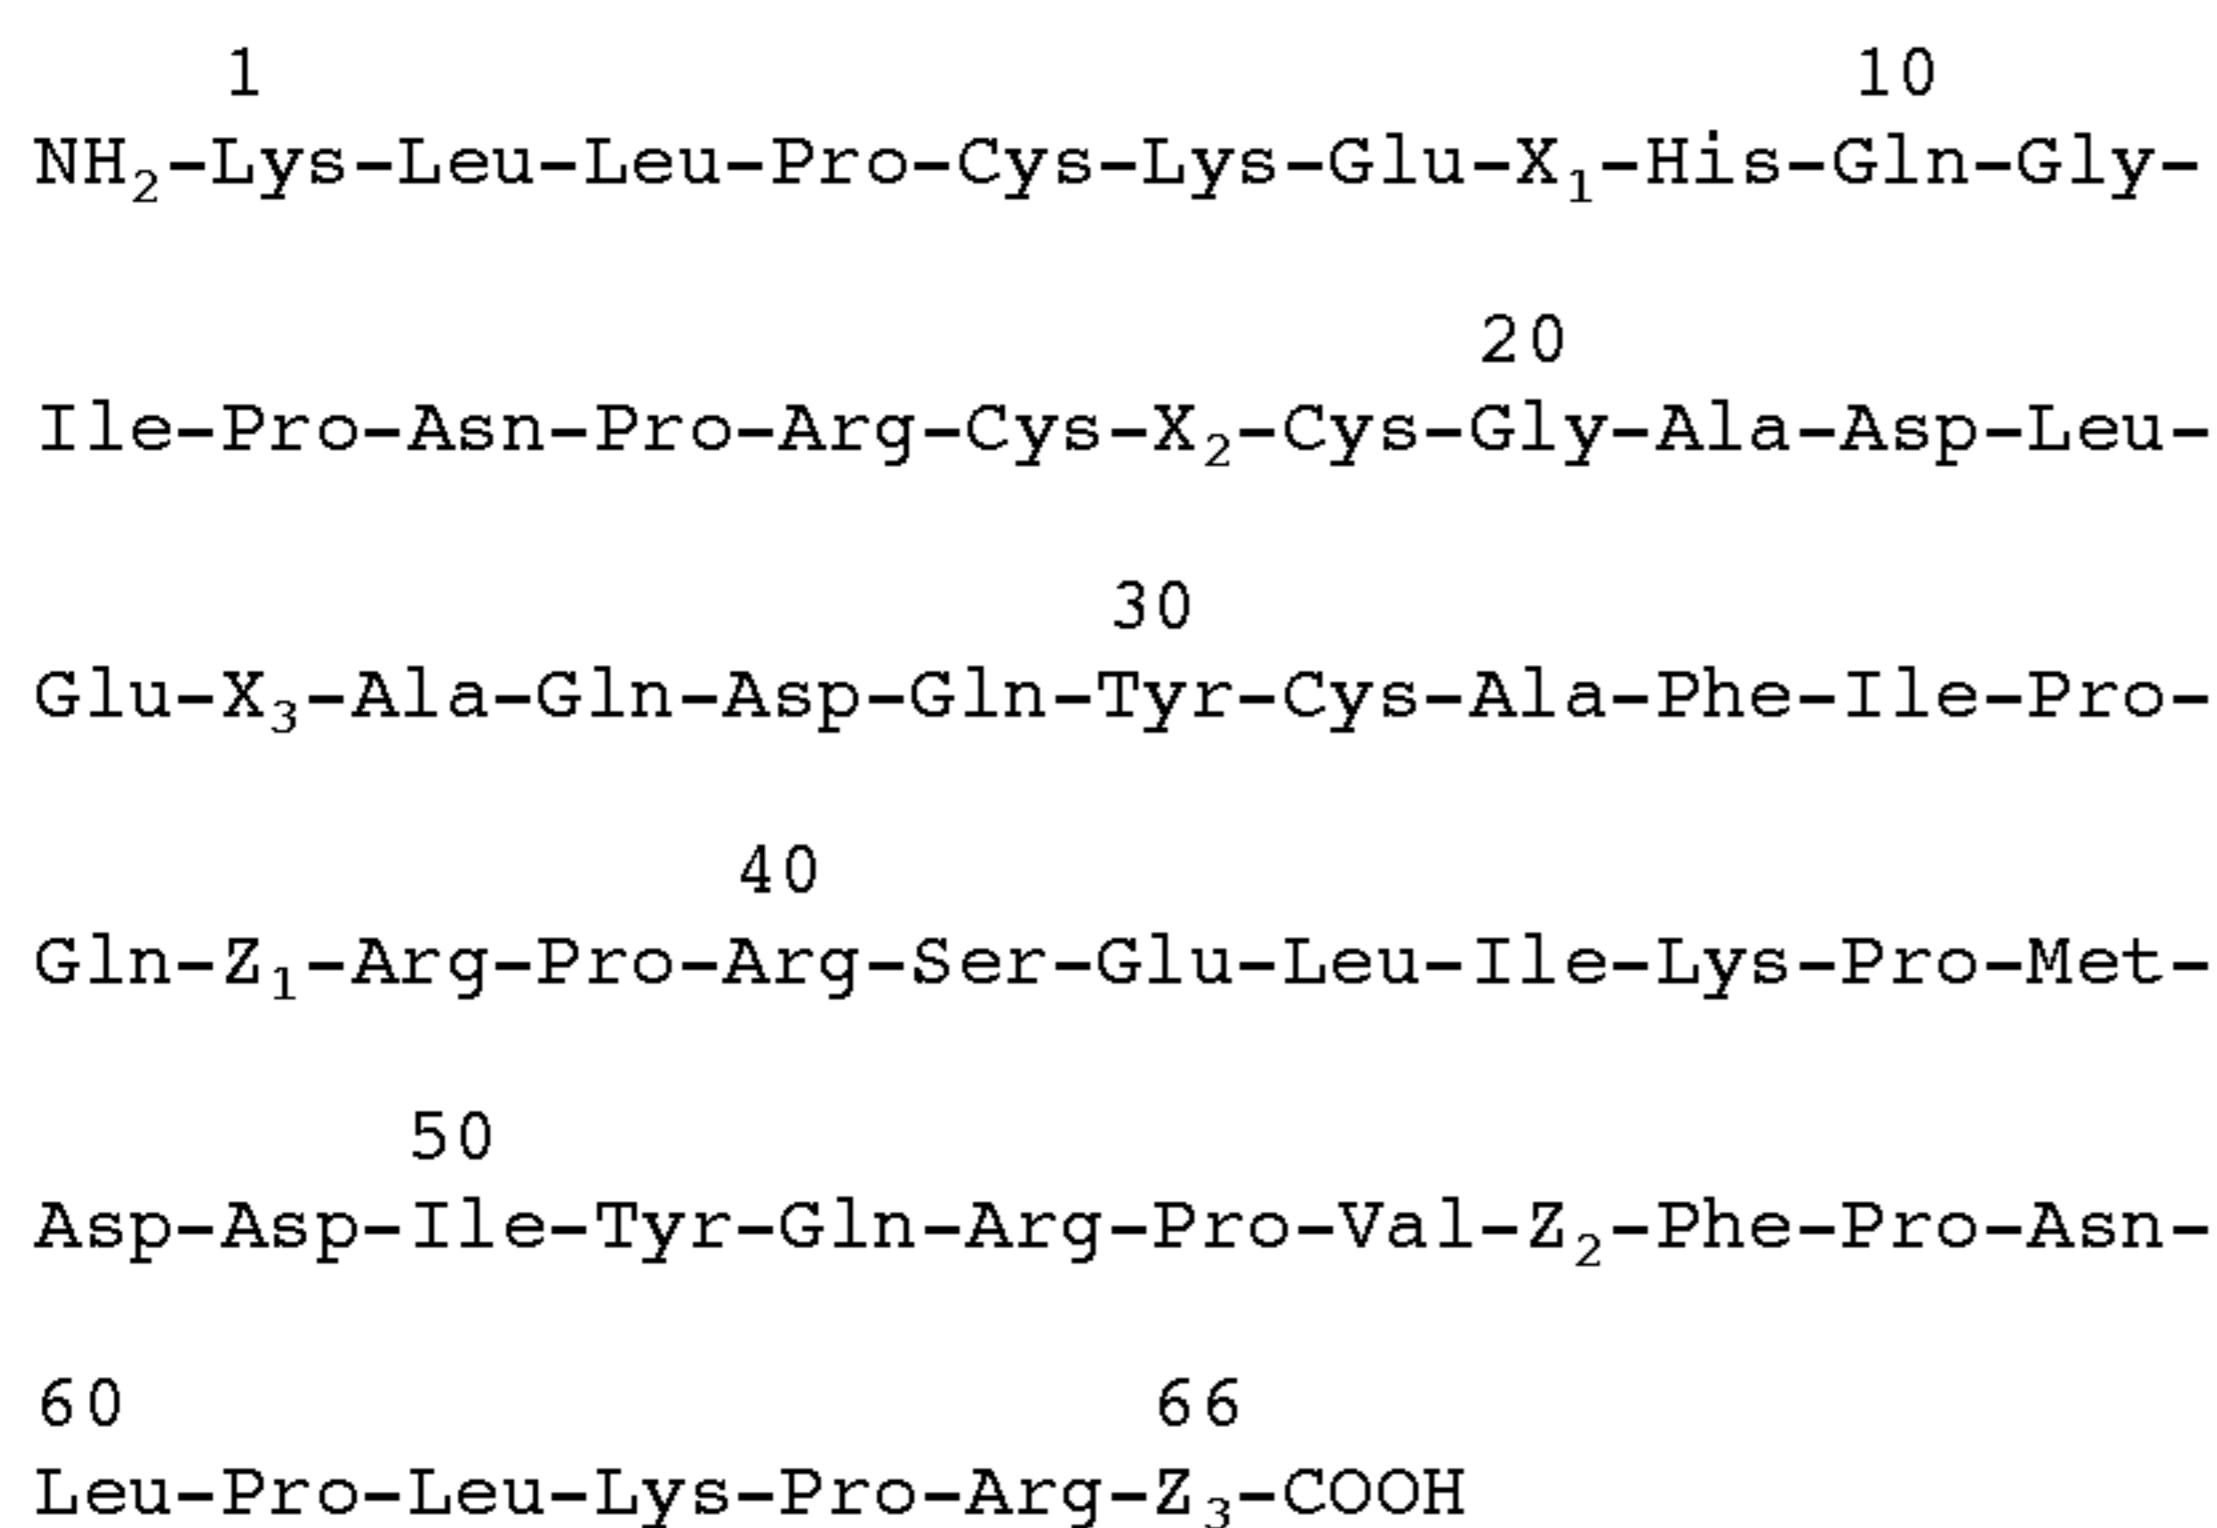 1 10
NH₂-Lys-Leu-Leu-Pro-Cys-Lys-Glu-X₁-His-Gln-Gly-
20
Ile-Pro-Asn-Pro-Arg-Cys-X₂-Cys-Gly-Ala-Asp-Leu-
30
Glu-X₃-Ala-Gln-Asp-Gln-Tyr-Cys-Ala-Phe-Ile-Pro-
40
Gln-Z₁-Arg-Pro-Arg-Ser-Glu-Leu-Ile-Lys-Pro-Met-
50
Asp-Asp-Ile-Tyr-Gln-Arg-Pro-Val-Z₂-Phe-Pro-Asn-
60 66
Leu-Pro-Leu-Lys-Pro-Arg-Z₃-COOH